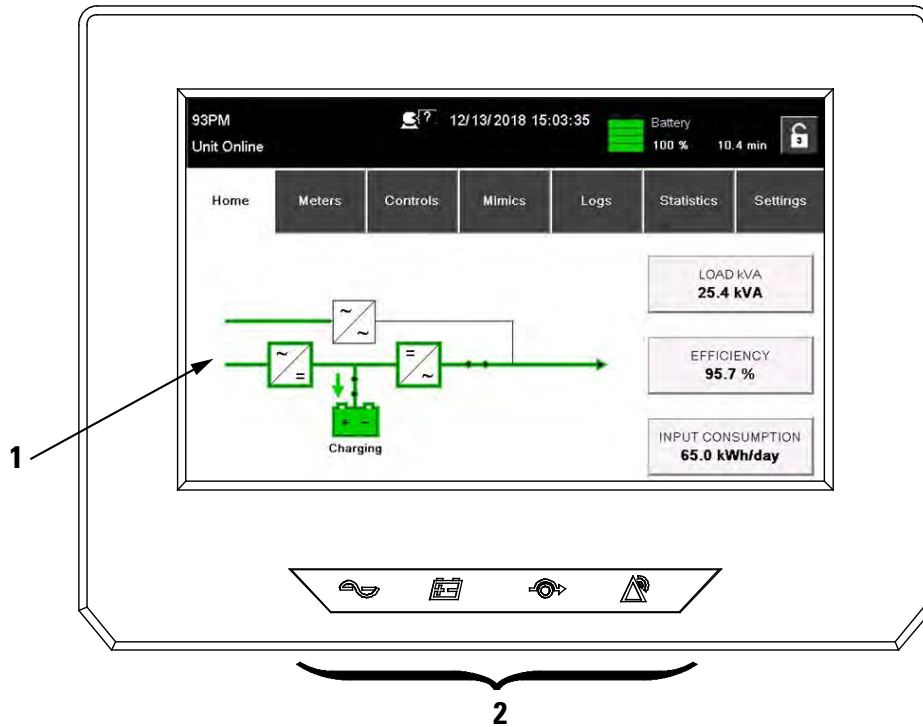 93PM
12/13/2018 15:03:35
Battery
Unit Online
100 %
10.4 min
3
Home
Meters
Controls
Mimics
Logs
Statistics
Settings
LOAD kVA
25.4 kVA
EFFICIENCY
95.7 %
INPUT CONSUMPTION
65.0 kWh/day
Charging
1
2